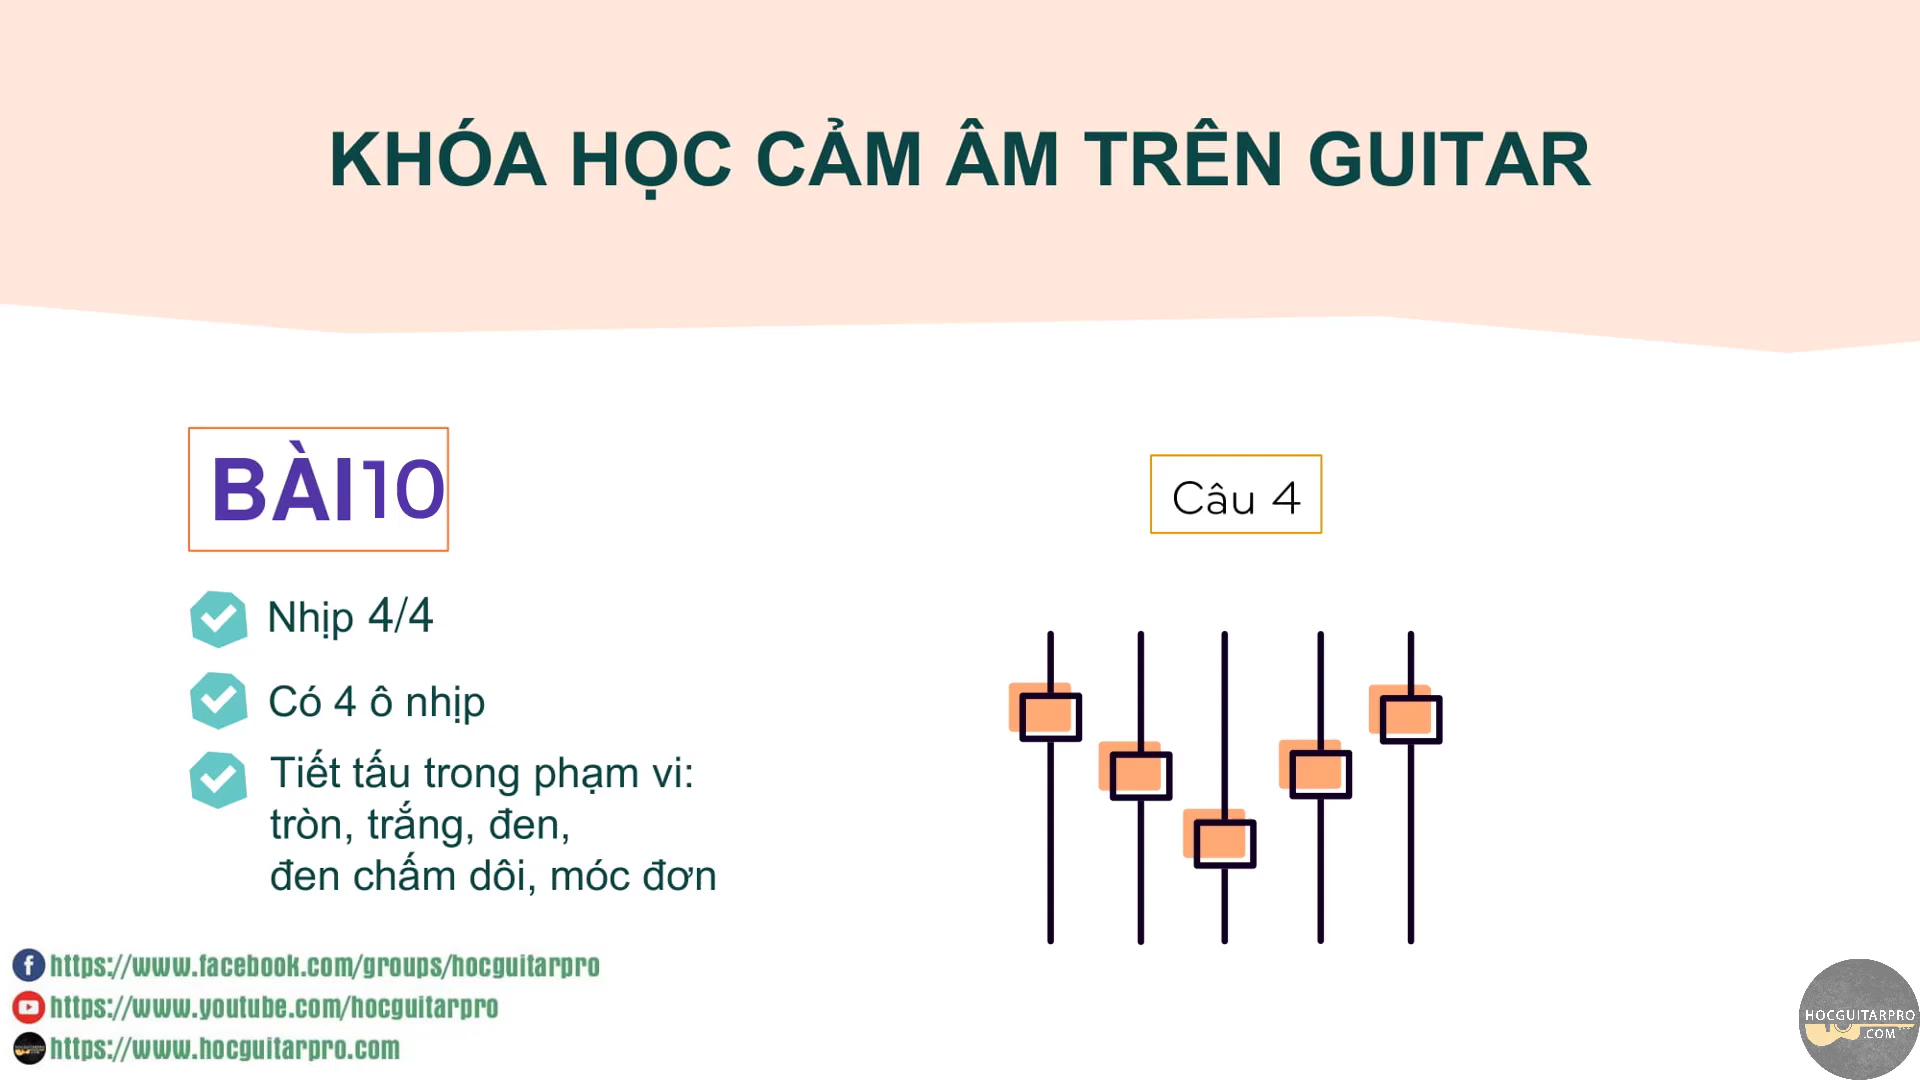 KHÓA HỌC CẢM ÂM TRÊN GUITAR
BÀI10
Nhịp 4/4
Có 4 ô nhịp
Tiết tấu trong phạm vi:
tròn, trắng, đen,
đen chấm dôi, móc đơn
Câu 4
https://www.facebook.com/groups/hocguitarpro
https://www.youtube.com/hocguitarpro
https://www.hocguitarpro.com
HOCGUITARPRO
.COM